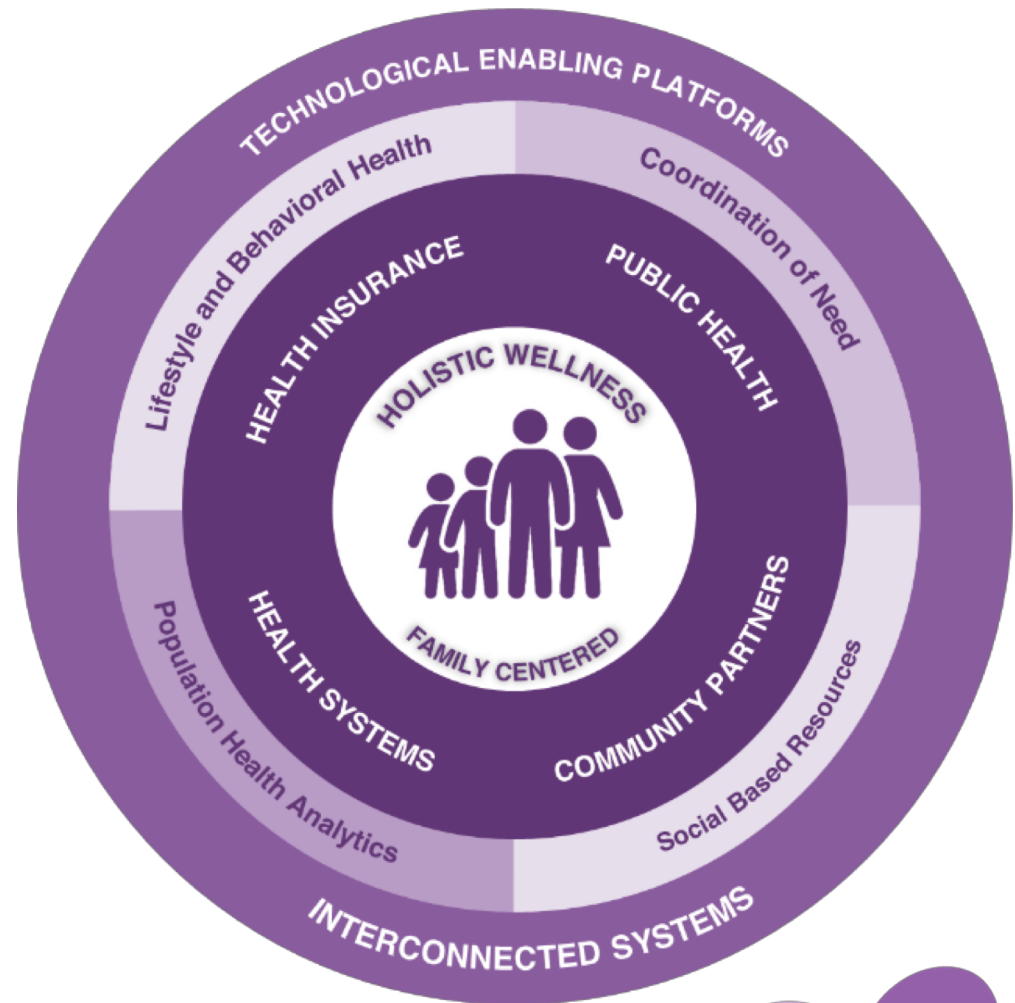 TECHNOLOGICAL ENABLING PLATFORMS
Lifestyle and Behavioral Health
Coordination of Need
HEALTH INSURANCE
PUBLIC HEALTH
HOLISTIC WELLNESS
FAMILY CENTERED
HEALTH SYSTEMS
COMMUNITY PARTNERS
Population Health Analytics
Social Based Resources
INTERCONNECTED SYSTEMS